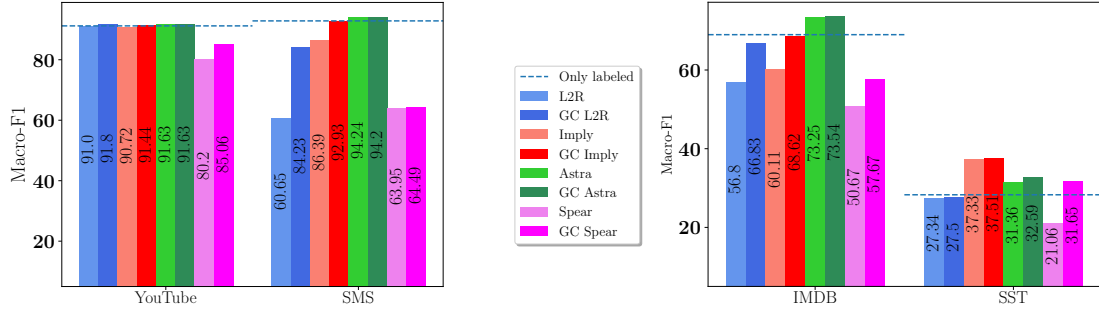 Macro-F1
80
60
40
20
91.0
91.8
90.72
91.44
91.63
91.63
80.2
85.06
60.65
84.23
86.39
92.93
94.24
94.2
63.95
64.49
YouTube
SMS
Only labeled
L2R
GC L2R
Imply
GC Imply
Astra
GC Astra
Spear
GC Spear
Macro-F1
60
40
20
56.8
66.83
60.11
68.62
73.25
73.54
50.67
57.67
27.34
27.5
37.33
37.51
31.36
32.59
21.06
31.65
IMDB
SST